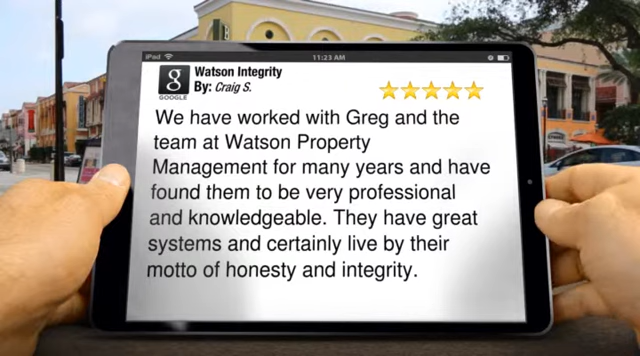 iPod
11:23 AM
g
GOOGLE
Watson Integrity
By: Craig S.
We have worked with Greg and the
team at Watson Property
Management for many years and have
found them to be very professional
and knowledgeable. They have great
systems and certainly live by their
motto of honesty and integrity.